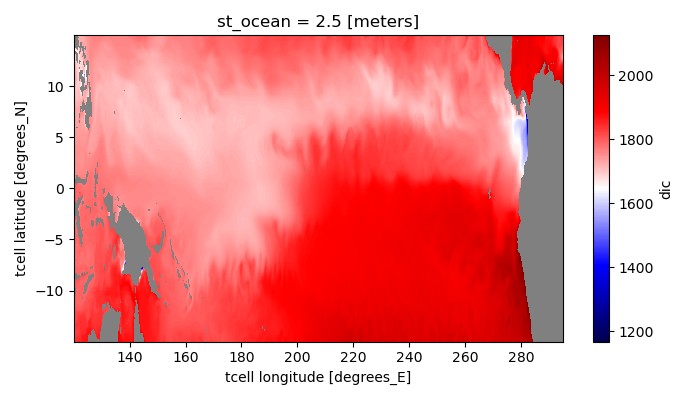 st_ocean = 2.5 [meters]
10
5
0
−5
−10
tcell latitude [degrees_N]
140 160 180 200 220 240 260 280
tcell longitude [degrees_E]
2000
1800
1600
1400
1200
dic